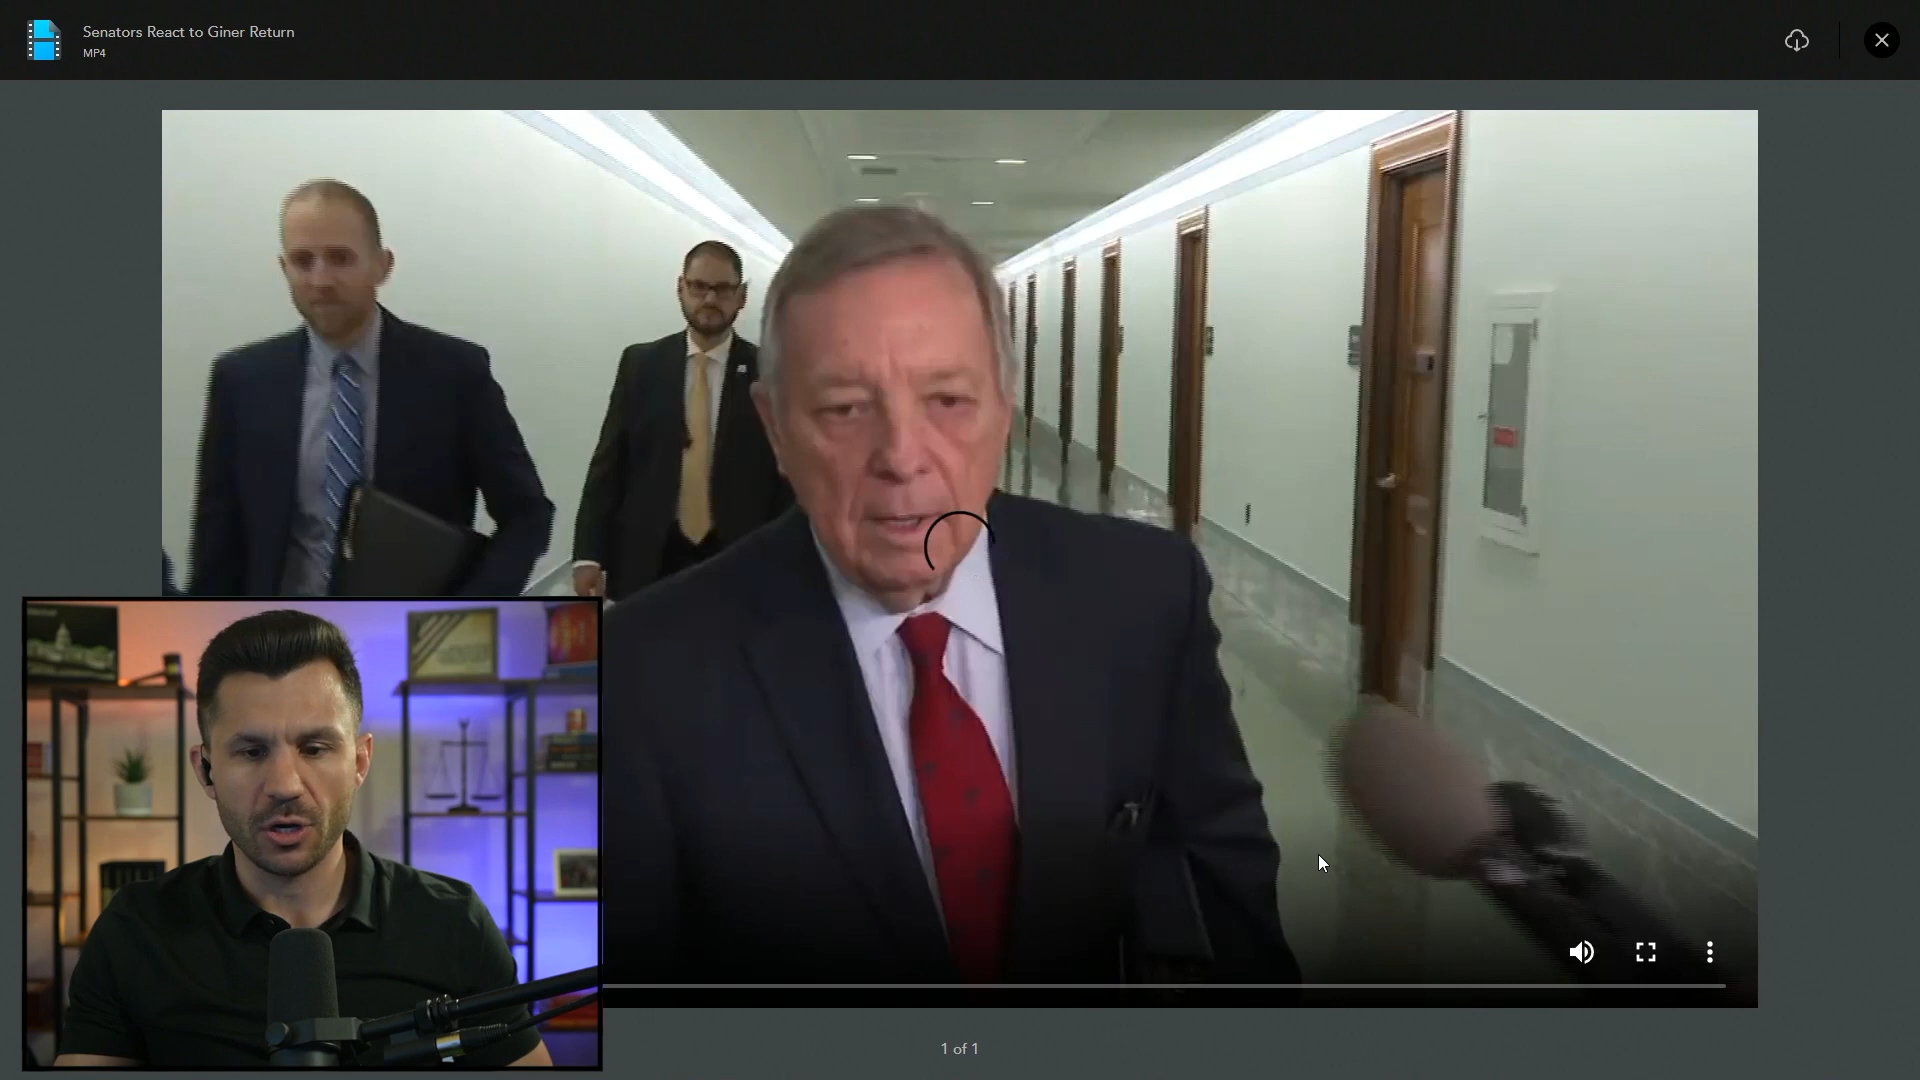 Senators React to Giner Return
MP4
1 of 1